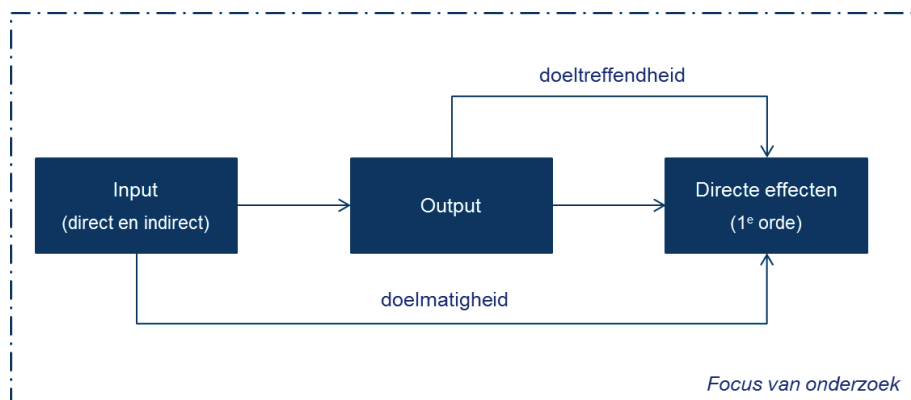 doeltreffendheid
Input
(direct en indirect)
Output
Directe effecten
(1e orde)
doelmatigheid
Focus van onderzoek